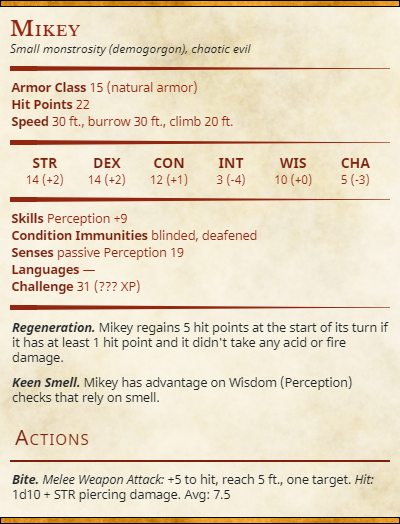 Mikey
Small monstrosity (demogorgon), chaotic evil
Armor Class 15 (natural armor)
Hit Points 22
Speed 30 ft., burrow 30 ft., climb 20 ft.
STR DEX CON INT WIS CHA
14 (+2) 14 (+2) 12 (+1) 3 (-4) 10 (+0) 5 (-3)
Skills Perception +9
Condition Immunities blinded, deafened
Senses passive Perception 19
Languages —
Challenge 31 (??? XP)
Regeneration. Mikey regains 5 hit points at the start of its turn if
it has at least 1 hit point and it didn't take any acid or fire
damage.
Keen Smell. Mikey has advantage on Wisdom (Perception)
checks that rely on smell.
Actions
Bite. Melee Weapon Attack: +5 to hit, reach 5 ft., one target. Hit:
1d10 + STR piercing damage. Avg: 7.5